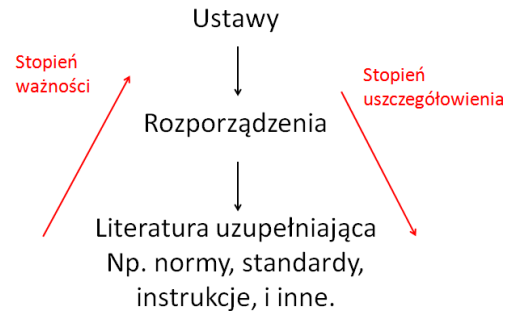 Ustawy
Stopień
ważności
Stopień
uszczegółowienia
Rozporządzenia
Literatura uzupełniająca
Np. normy, standardy,
instrukcje, i inne.